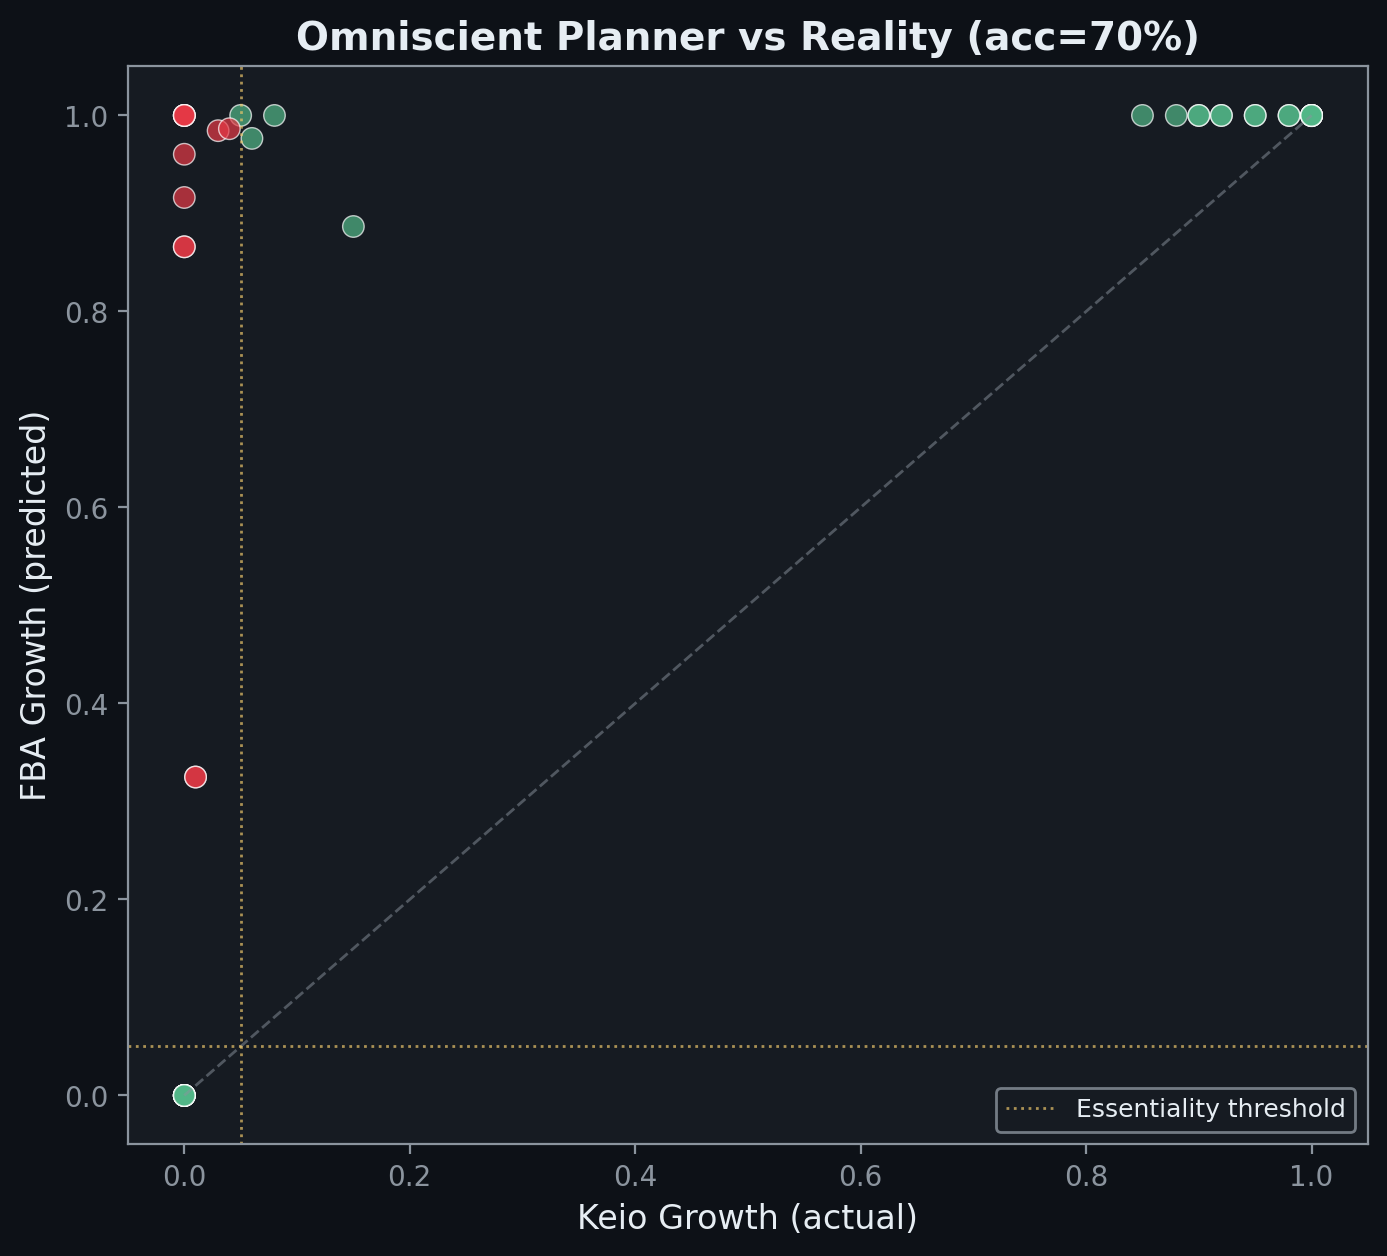 Omniscient Planner vs Reality (acc=70%)
FBA Growth (predicted)
1.0
0.8
0.6
0.4
0.2
0.0
Essentiality threshold
0.0 0.2 0.4 0.6 0.8 1.0
Keio Growth (actual)